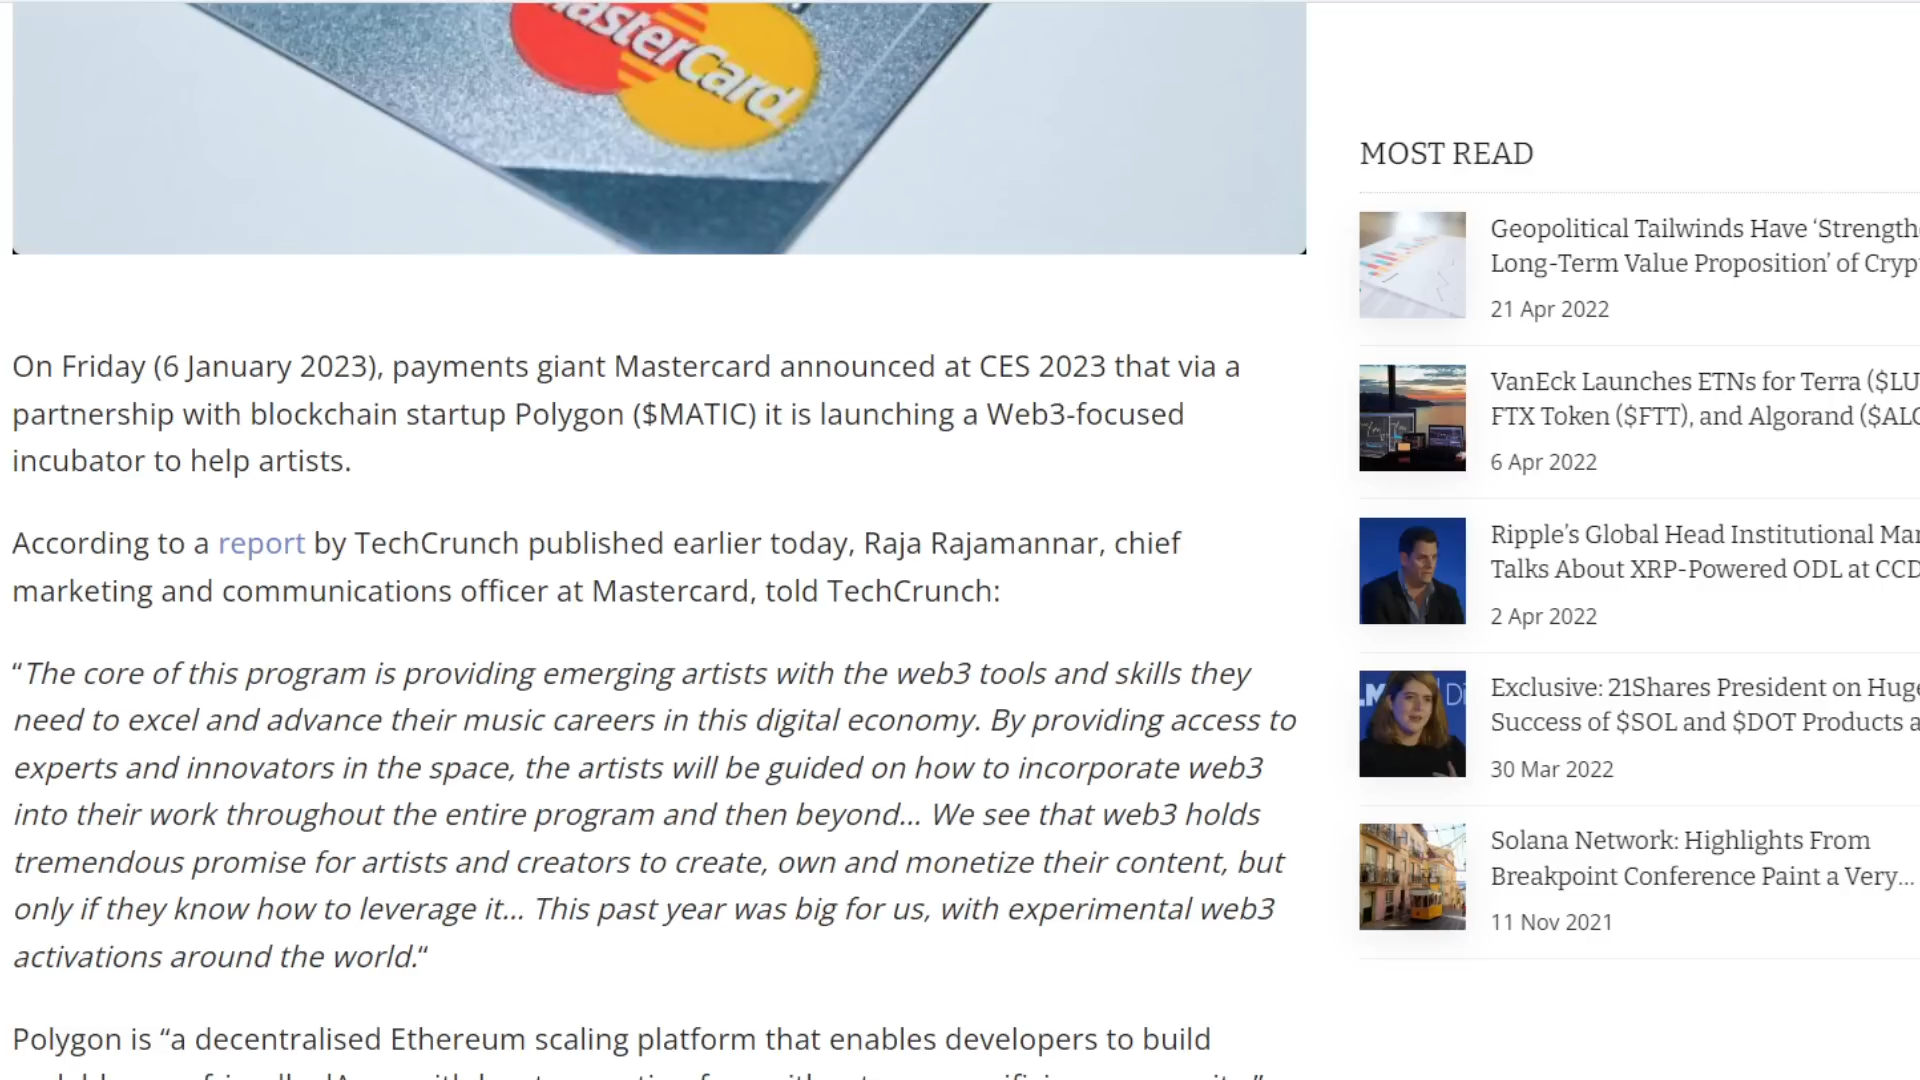 MasterCard
On Friday (6 January 2023), payments giant Mastercard announced at CES 2023 that via a
partnership with blockchain startup Polygon ($MATIC) it is launching a Web3-focused
incubator to help artists.
According to a report by TechCrunch published earlier today, Raja Rajamannar, chief
marketing and communications officer at Mastercard, told TechCrunch:
“The core of this program is providing emerging artists with the web3 tools and skills they
need to excel and advance their music careers in this digital economy. By providing access to
experts and innovators in the space, the artists will be guided on how to incorporate web3
into their work throughout the entire program and then beyond… We see that web3 holds
tremendous promise for artists and creators to create, own and monetize their content, but
only if they know how to leverage it… This past year was big for us, with experimental web3
activations around the world.“
Polygon is “a decentralised Ethereum scaling platform that enables developers to build
MOST READ
Geopolitical Tailwinds Have ‘Strengthe
Long-Term Value Proposition’ of Cryp
21 Apr 2022
VanEck Launches ETNs for Terra ($LU
FTX Token ($FTT), and Algorand ($ALG
6 Apr 2022
Ripple’s Global Head Institutional Mar
Talks About XRP-Powered ODL at CCD
2 Apr 2022
Exclusive: 21Shares President on Huge
Success of $SOL and $DOT Products a
30 Mar 2022
Solana Network: Highlights From
Breakpoint Conference Paint a Very...
11 Nov 2021